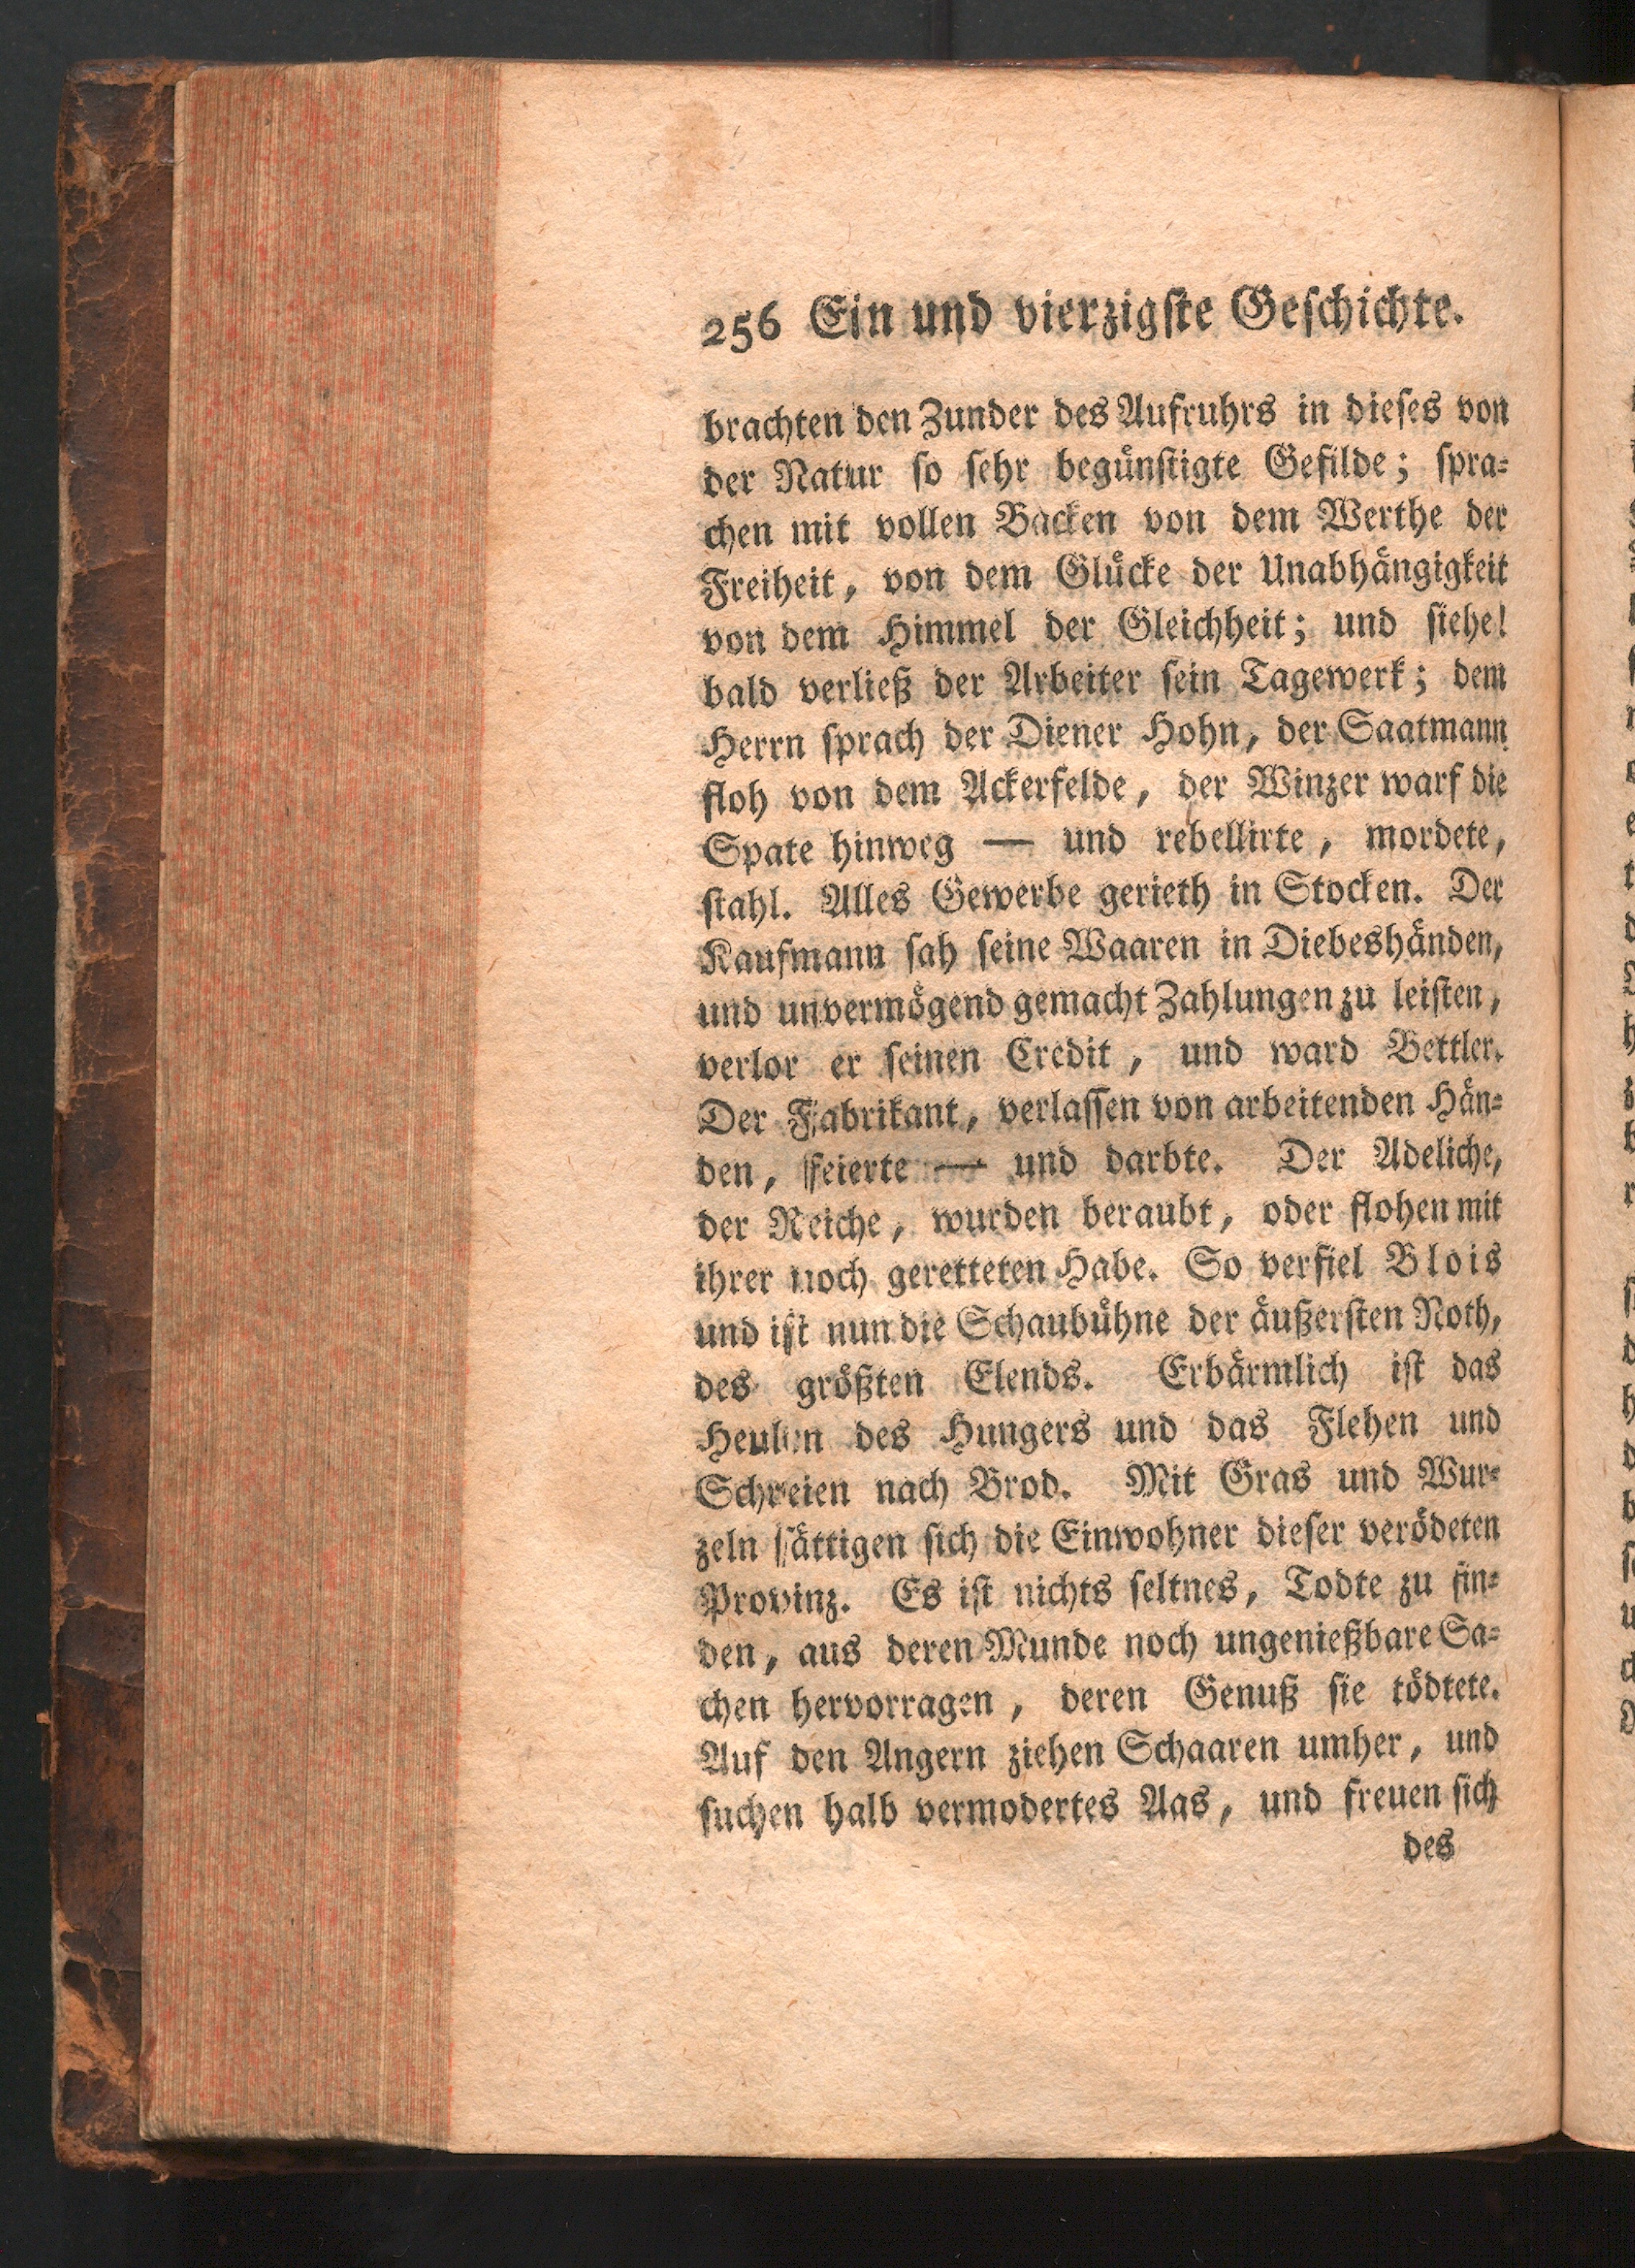 256 Ein und vierzigste Geschichte.
brachten den Zunder des Aufruhrs in dieses von
der Natur so sehr begünstigte Gefilde; spra-
chen mit vollen Backen von dem Werthe der
Freiheit, von dem Glücke der Unabhängigkeit
von dem Himmel der Gleichheit; und siehe!
bald verließ der Arbeiter sein Tagewerk; dem
Herrn sprach der Diener Hohn, der Saatmann
floh von dem Ackerfelde, der Winzer warf die
Spate hinweg — und rebellirte, mordete,
stahl. Alles Gewerbe gerieth in Stocken. Der
Kaufmann sah seine Waaren in Diebeshänden,
und unvermögend gemacht Zahlungen zu leisten,
verlor er seinen Credit, und ward Bettler.
Der Fabrikant, verlassen von arbeitenden Hän-
den, feierte — und darbte. Der Adeliche,
der Reiche, wurden beraubt, oder flohen mit
ihrer noch geretteten Habe. So verfiel Blois
und ist nun die Schaubühne der äußersten Noth,
des größten Elends. Erbärmlich ist das
Heulen des Hungers und das Flehen und
Schreien nach Brod. Mit Gras und Wur-
zeln sättigen sich die Einwohner dieser verödeten
Provinz. Es ist nichts seltnes, Todte zu fin-
den, aus deren Munde noch ungenießbare Sa-
chen hervorragen, deren Genuß sie tödtete.
Auf den Angern ziehen Schaaren umher, und
suchen halb vermodertes Aas, und freuen sich
des